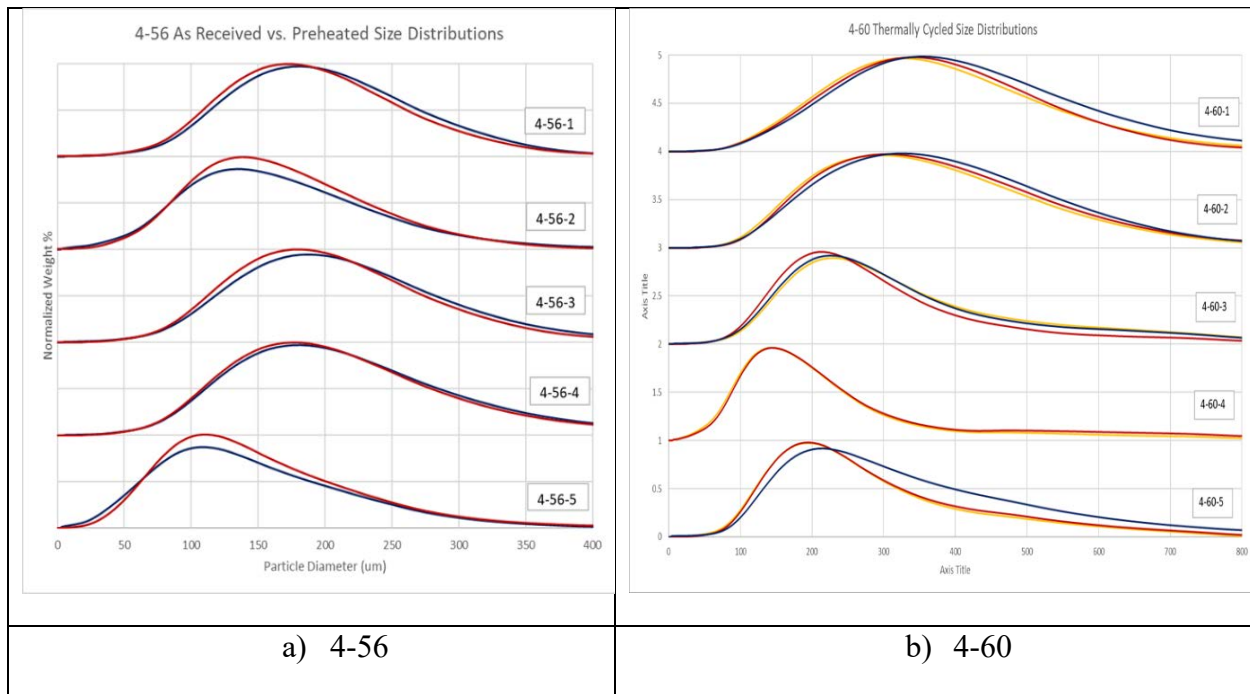 4-56 As Received vs. Preheated Size Distributions
Normalized Weight %
4-56-1
4-56-2
4-56-3
4-56-4
4-56-5
0 50 100 150 200 250 300 350 400
Particle Diameter (um)
4-60 Thermally Cycled Size Distributions
Axis Title
5
4.5
4
3.5
3
2.5
2
1.5
1
0.5
0
4-60-1
4-60-2
4-60-3
4-60-4
4-60-5
0 100 200 300 400 500 600 700 800
Axis Title
a) 4-56
b) 4-60